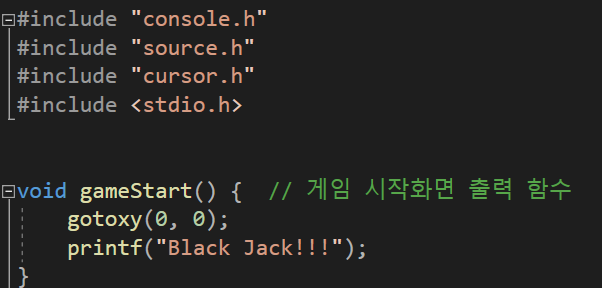 #include "console.h"
#include "source.h"
#include "cursor.h"
#include <stdio.h>
void gameStart() {  // 게임 시작화면 출력 함수
    gotoxy(0, 0);
    printf("Black Jack!!!");
}